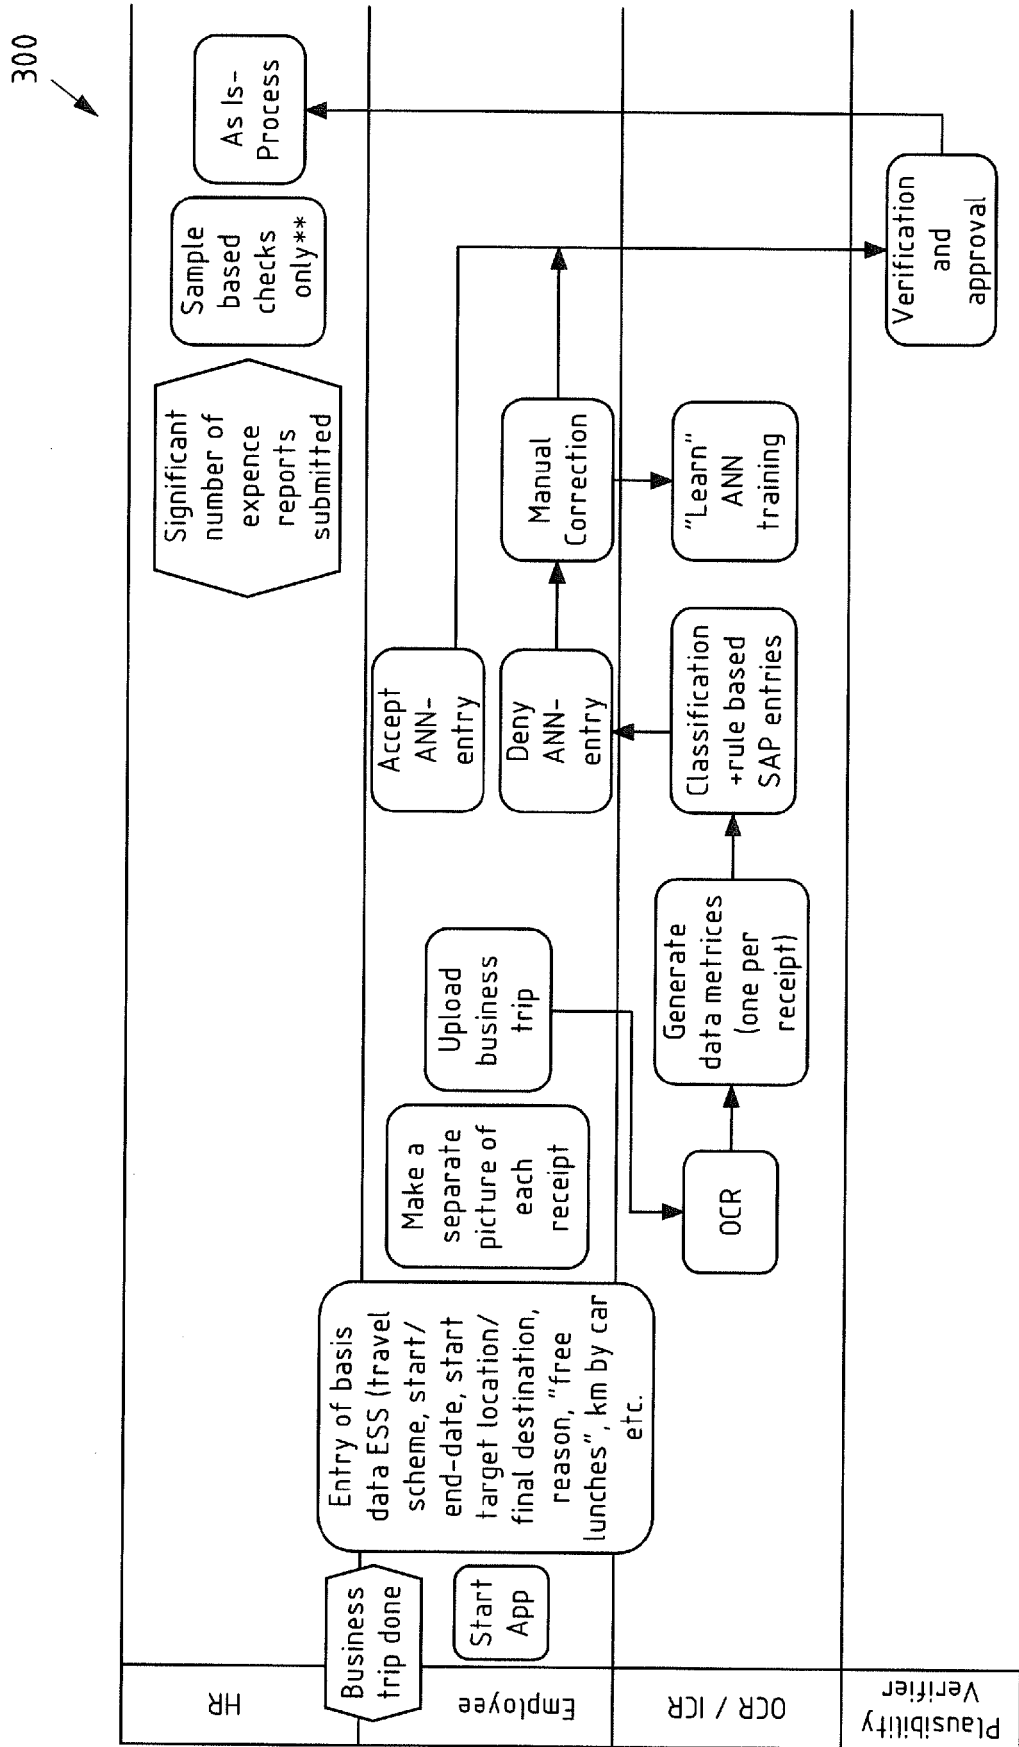 300
HR
Employee
OCR / ICR
Plausibility
Verifier
Business
trip done
Start
App
Entry of basis
data ESS (travel
scheme, start/
end-date, start
target location/
final destination,
reason, "free
lunches", km by car
etc.
Make a
separate
picture of
each
receipt
Upload
business
trip
OCR
Generate
data metrices
(one per
receipt)
Classification
+rule based
SAP entries
Accept
ANN-
entry
Deny
ANN-
entry
Manual
Correction
"Learn"
ANN
training
Significant
number of
expence
reports
submitted
Sample
based
checks
only**
As Is-
Process
Verification
and
approval